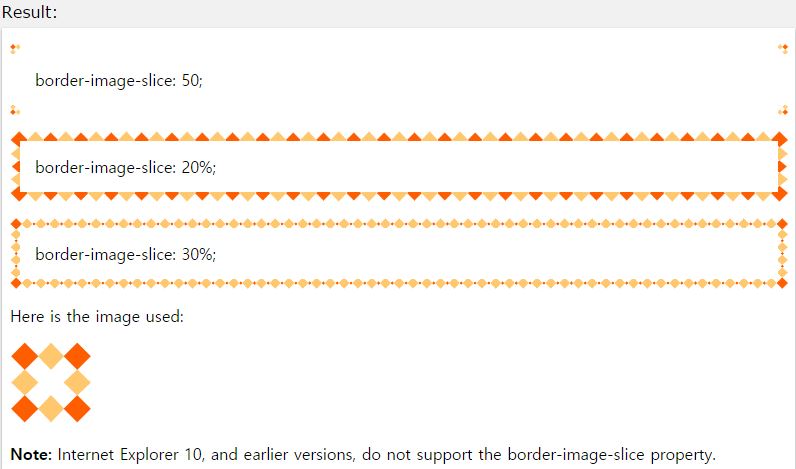 Result:
border-image-slice: 50;
border-image-slice: 20%;
border-image-slice: 30%;
Here is the image used:
Note: Internet Explorer 10, and earlier versions, do not support the border-image-slice property.